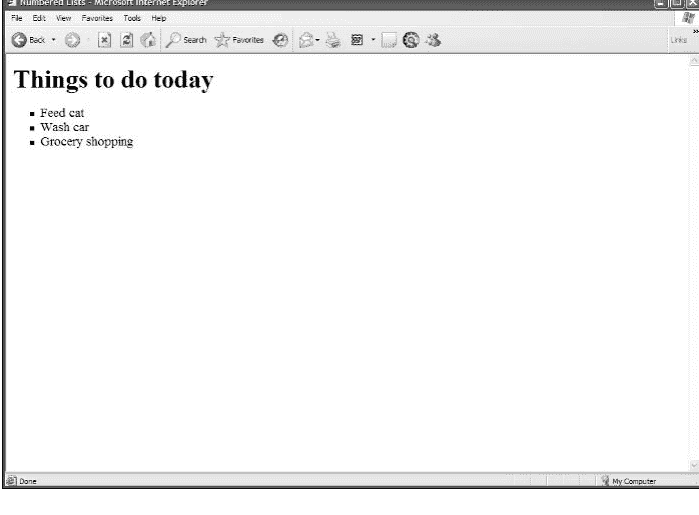 Numbered Lists - Microsoft Internet Explorer
File Edit View Favorites Tools Help
Back Search Favorites Links
Things to do today
Feed cat
Wash car
Grocery shopping
Done My Computer